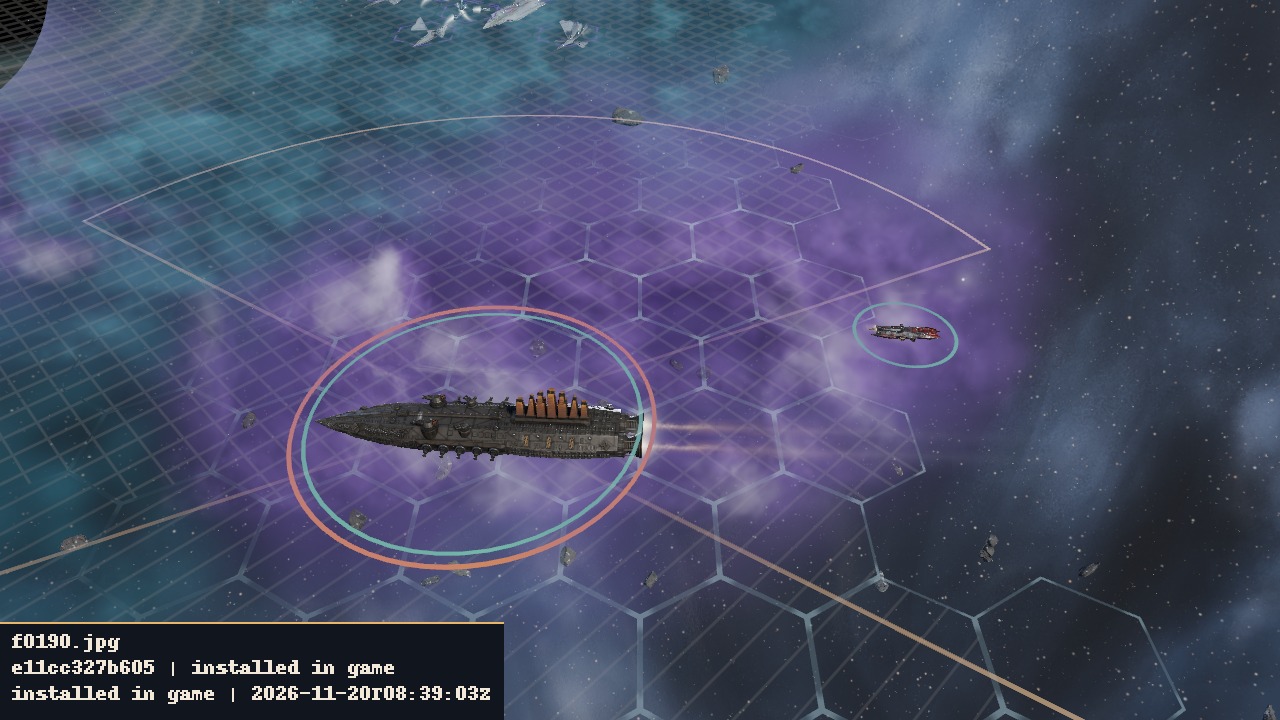 f0190.jpg
e11cc327b605 | installed in game
installed in game | 2026-11-20T08:39:03Z